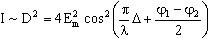 I ~ D² = 4E²ₘ cos²(π/λ Δ + (φ₁ − φ₂)/2)